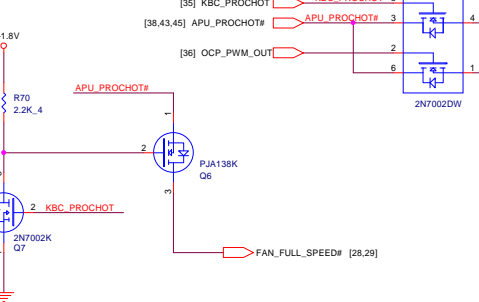 [35] KBC_PROCHOT
[38,43,45] APU_PROCHOT#
APU_PROCHOT#
3
4
[36] OCP_PWM_OUT
2
6
1
2N7002DW
-1.8V
R70
2.2K_4
APU_PROCHOT#
1
2
PJA138K
Q6
3
2
KBC_PROCHOT
2N7002K
Q7
FAN_FULL_SPEED# [28,29]